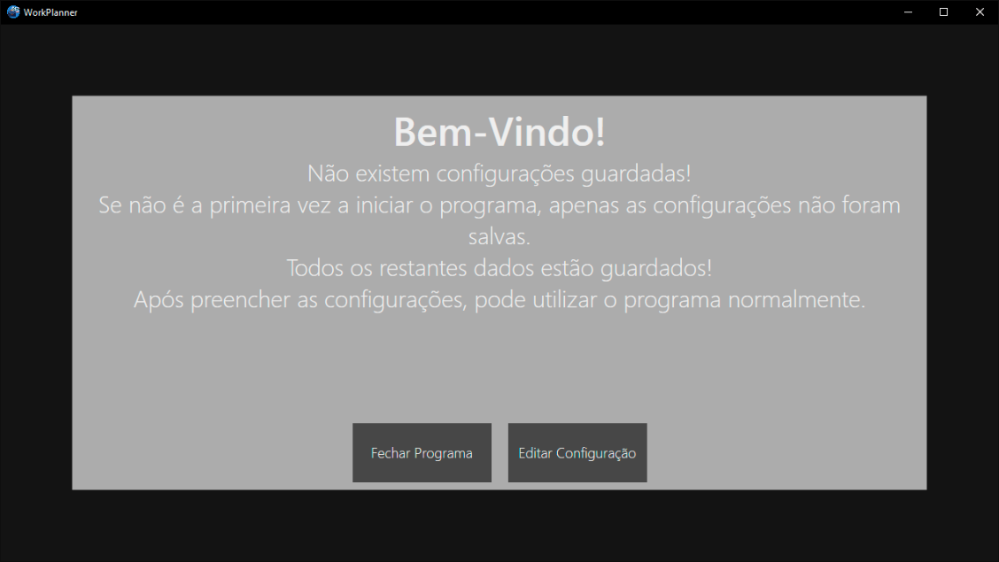 WorkPlanner
Bem-Vindo!
Não existem configurações guardadas!
Se não é a primeira vez a iniciar o programa, apenas as configurações não foram
salvas.
Todos os restantes dados estão guardados!
Após preencher as configurações, pode utilizar o programa normalmente.
Fechar Programa
Editar Configuração